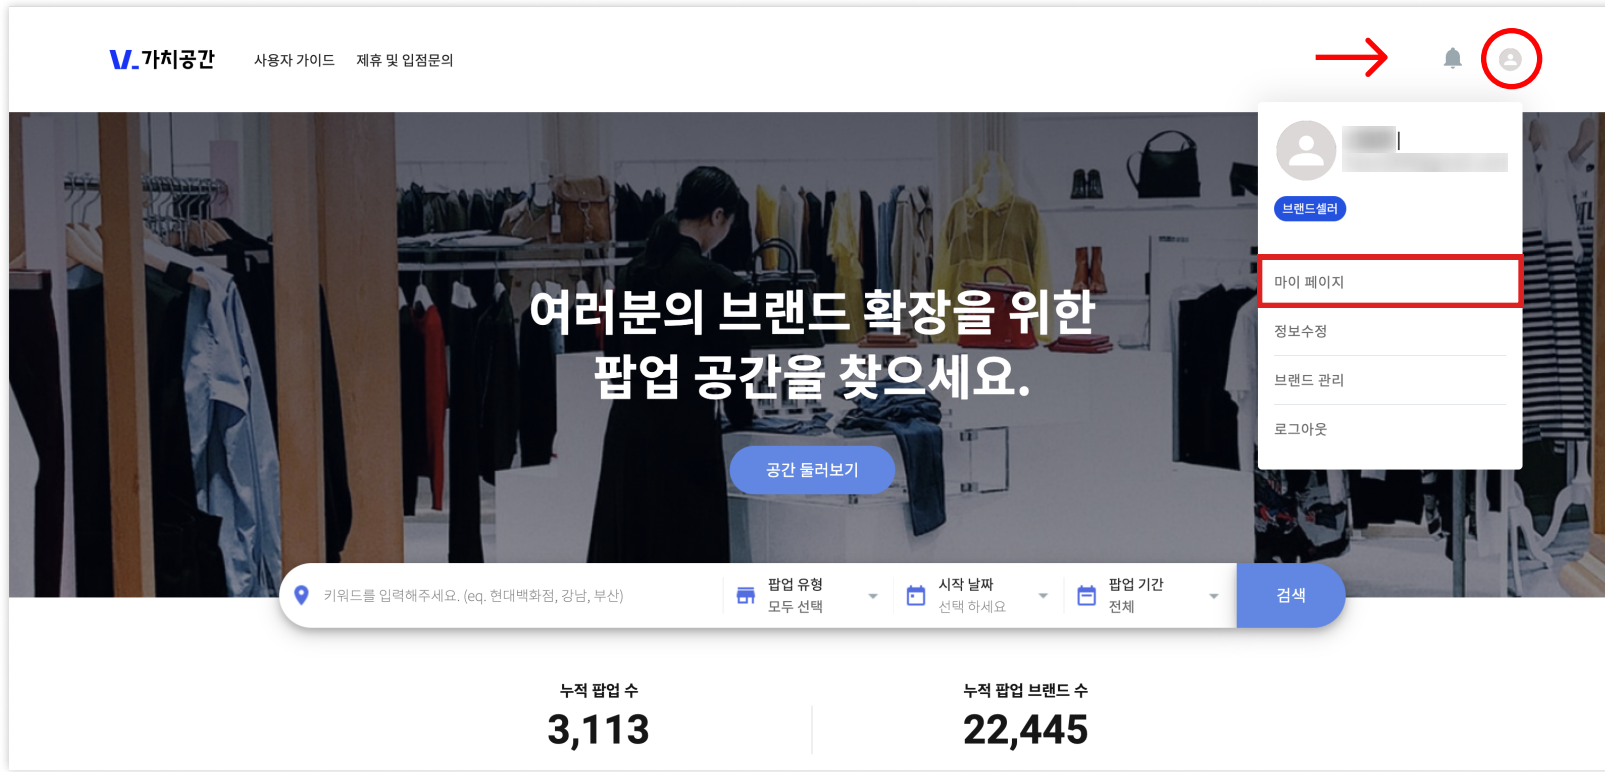 V_가치공간
사용자 가이드 제휴 및 입점문의
브랜드셀러
마이 페이지
정보수정
브랜드 관리
로그아웃
여러분의 브랜드 확장을 위한
팝업 공간을 찾으세요.
공간 둘러보기
키워드를 입력해주세요. (eq. 현대백화점, 강남, 부산)
팝업 유형
모두 선택
시작 날짜
선택 하세요
팝업 기간
전체
검색
누적 팝업 수
3,113
누적 팝업 브랜드 수
22,445